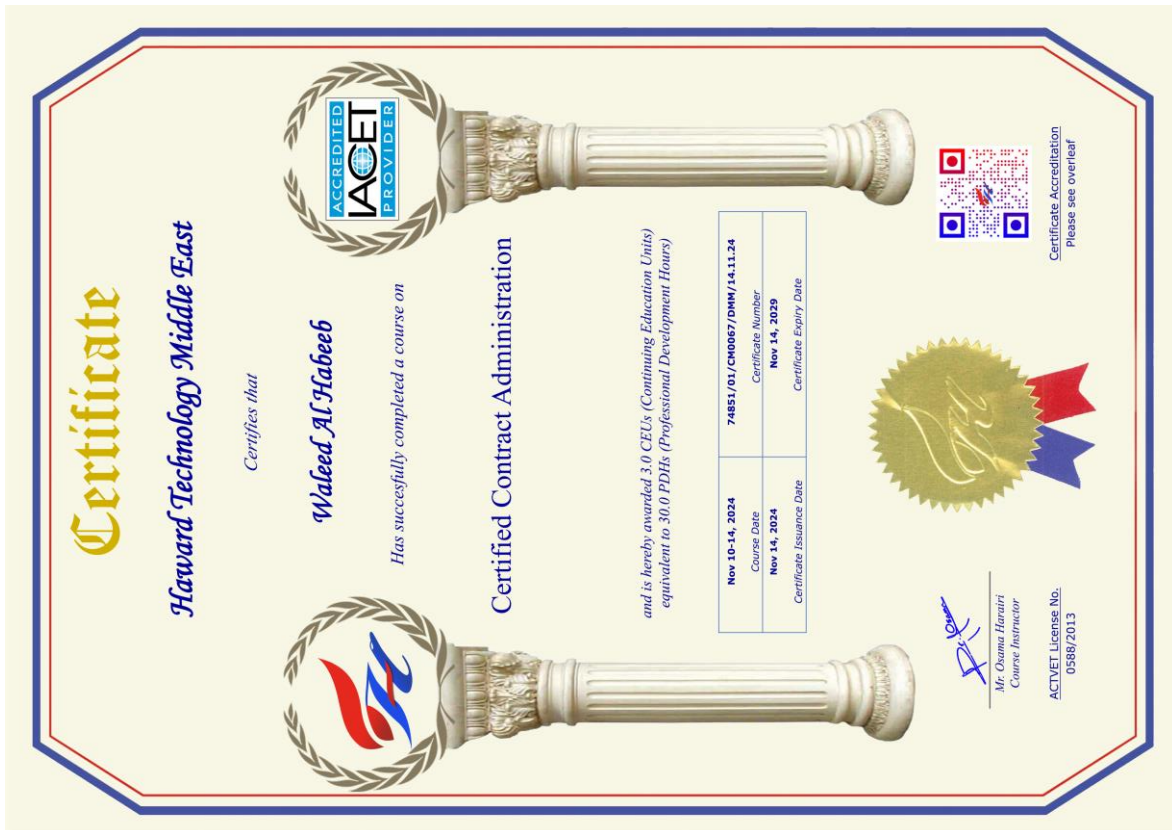 Certificate
Haward Technology Middle East
Certifies that
Waleed Al Habeeb
Has succesfully completed a course on
Certified Contract Administration
and is hereby awarded 3.0 CEUs (Continuing Education Units)
equivalent to 30.0 PDHs (Professional Development Hours)
Nov 10-14, 2024
Course Date
74851/01/CM0067/DMM/14.11.24
Certificate Number
Nov 14, 2024
Certificate Issuance Date
Nov 14, 2029
Certificate Expiry Date
ACCREDITED
IACET
PROVIDER
Mr. Osama Harairi
Course Instructor
ACTVET License No.
0588/2013
Certificate Accreditation
Please see overleaf